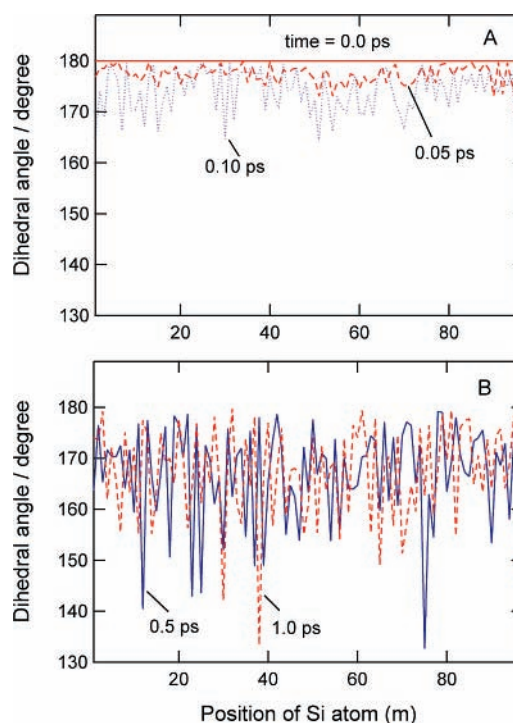 A
time = 0.0 ps
180
170
160
150
140
130
0.10 ps
0.05 ps
Dihedral angle / degree
20
40
60
80
B
180
170
160
150
140
130
0.5 ps
1.0 ps
Dihedral angle / degree
20
40
60
80
Position of Si atom (m)